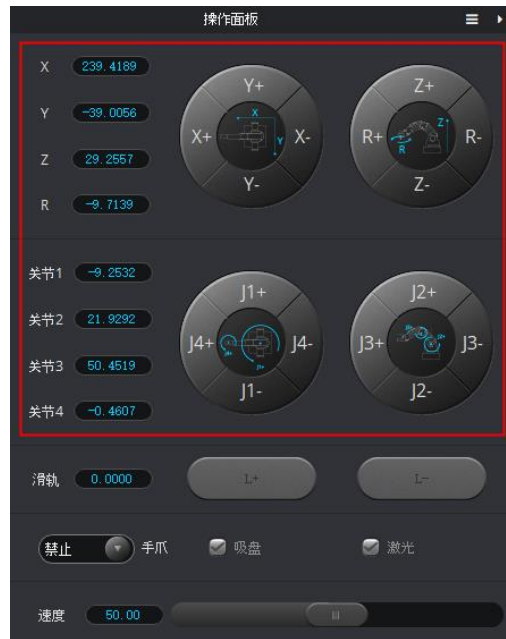 操作面板
X 239.4189
Y -39.0056
Z 29.2557
R -9.7139
Y+
X+ X-
Y-
X
Y
Z+
R+ R-
Z-
Z
R
关节1 -9.2532
关节2 21.9292
关节3 50.4519
关节4 -0.4607
J1+
J4+ J4-
J1-
J2+
J3+ J3-
J2-
滑轨 0.0000 L+ L-
禁止 手爪 吸盘 激光
速度 50.00